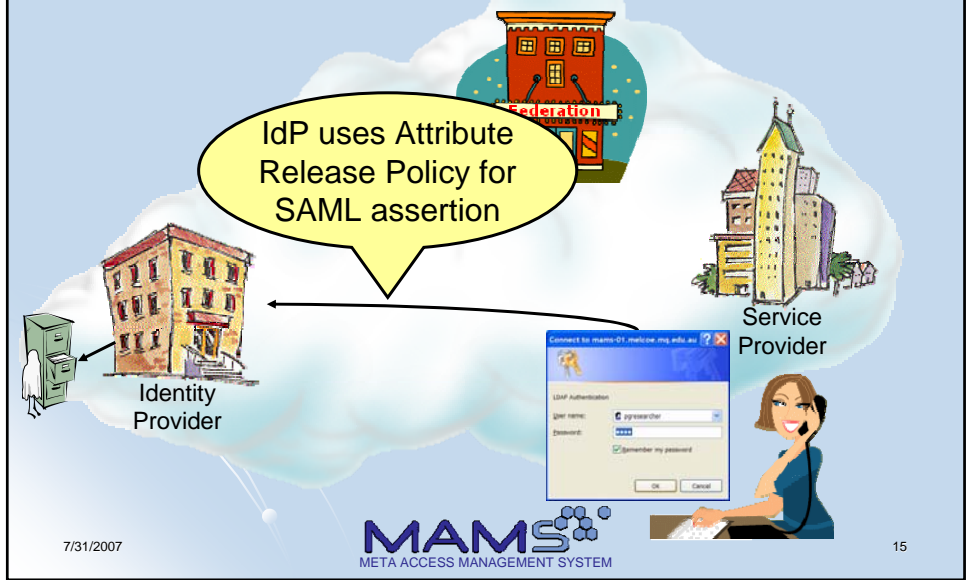 Federation
IdP uses Attribute
Release Policy for
SAML assertion
Service
Provider
Identity
Provider
Connect to mams-01.melcoe.mq.edu.au
LDAP Authentication
User name:
pgresearcher
Password:
Remember my password
OK
Cancel
7/31/2007
MAMS
META ACCESS MANAGEMENT SYSTEM
15